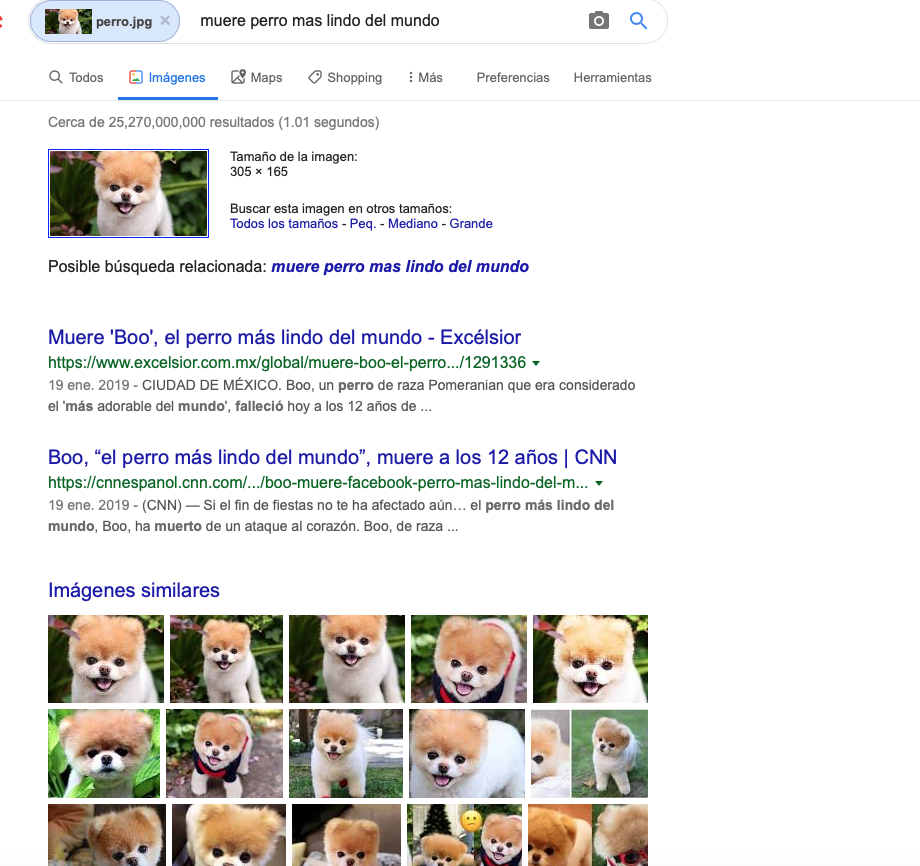 perro.jpg × muere perro mas lindo del mundo
Todos Imágenes Maps Shopping Más Preferencias Herramientas
Cerca de 25,270,000,000 resultados (1.01 segundos)
Tamaño de la imagen:
305 × 165
Buscar esta imagen en otros tamaños:
Todos los tamaños - Peq. - Mediano - Grande
Posible búsqueda relacionada: muere perro mas lindo del mundo
Muere 'Boo', el perro más lindo del mundo - Excélsior
https://www.excelsior.com.mx/global/muere-boo-el-perro.../1291336
19 ene. 2019 - CIUDAD DE MÉXICO. Boo, un perro de raza Pomeranian que era considerado
el 'más adorable del mundo', falleció hoy a los 12 años de ...
Boo, “el perro más lindo del mundo”, muere a los 12 años | CNN
https://cnnespanol.cnn.com/.../boo-muere-facebook-perro-mas-lindo-del-m...
19 ene. 2019 - (CNN) — Si el fin de fiestas no te ha afectado aún… el perro más lindo del
mundo, Boo, ha muerto de un ataque al corazón. Boo, de raza ...
Imágenes similares